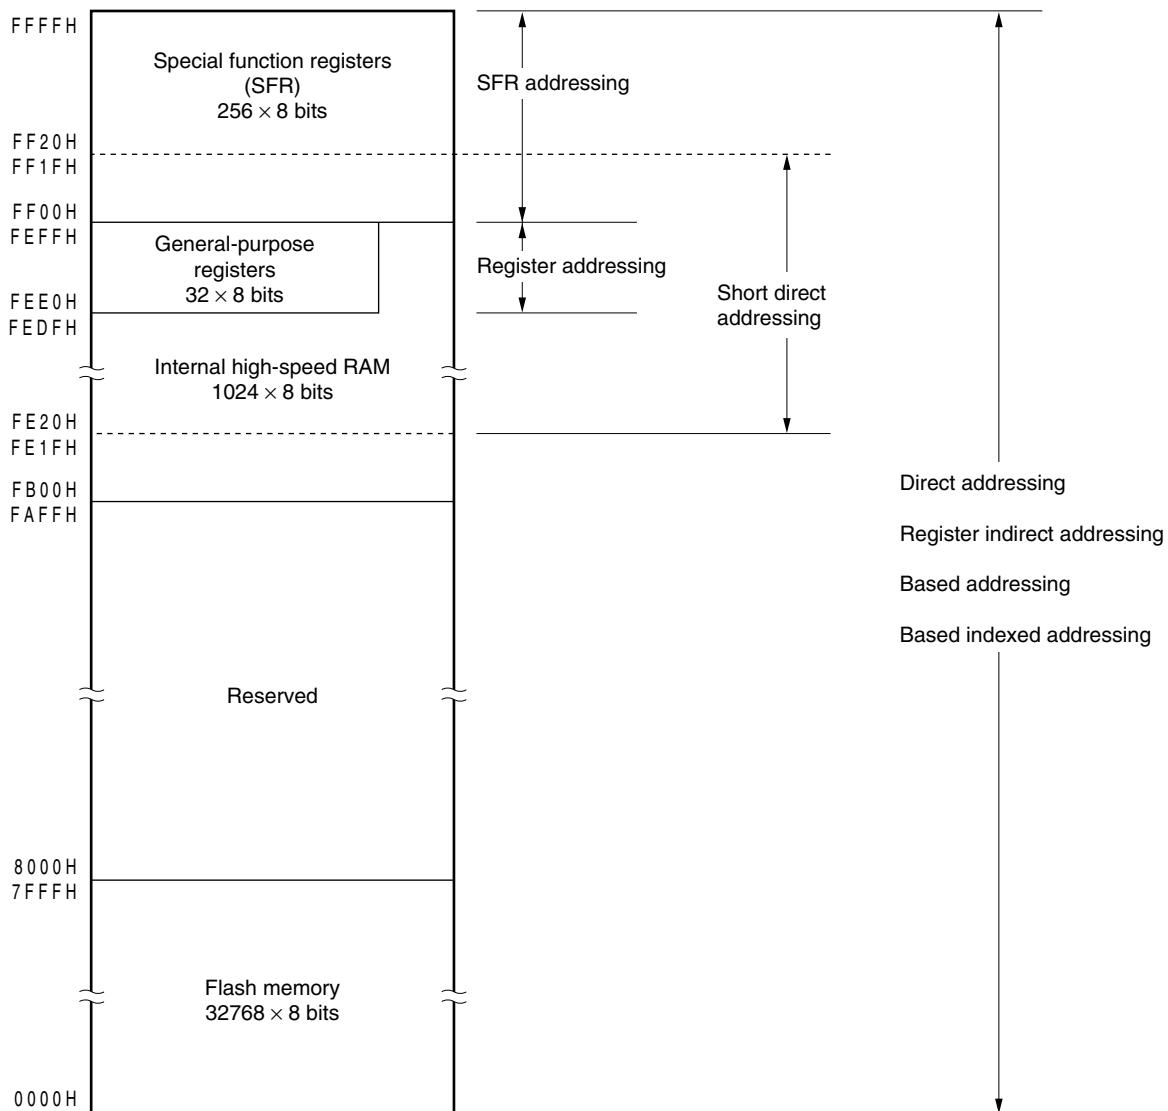 FFFFH
Special function registers
(SFR)
256 × 8 bits
SFR addressing
FF20H
FF1FH
FF00H
FEFFH
General-purpose
registers
32 × 8 bits
Register addressing
Short direct
addressing
FEE0H
FEDFH
Internal high-speed RAM
1024 × 8 bits
FE20H
FE1FH
FB00H
FAFFH
Direct addressing
Register indirect addressing
Based addressing
Based indexed addressing
Reserved
8000H
7FFFH
Flash memory
32768 × 8 bits
0000H